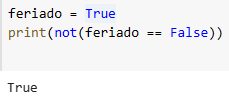 feriado = True
print(not(feriado == False))
True